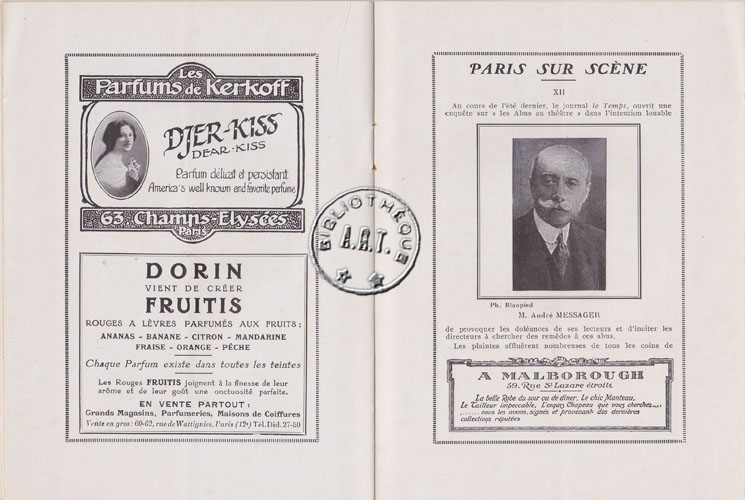 Les
Parfums de Kerkoff
DJER-KISS
DEAR-KISS
Parfum délicat et persistant
America's well known and favorite perfume
63. Champs-Elysées
Paris
DORIN
VIENT DE CRÉER
FRUITIS
ROUGES A LÈVRES PARFUMÉS AUX FRUITS :
ANANAS - BANANE - CITRON - MANDARINE
FRAISE - ORANGE - PÊCHE
Chaque Parfum existe dans toutes les teintes
Les Rouges FRUITIS joignent à la finesse de leur
arôme et de leur goût une onctuosité parfaite.
EN VENTE PARTOUT :
Grands Magasins, Parfumeries, Maisons de Coiffures
Vente en gros : 60-62, rue de Wattignies, Paris (12e) Tél. Did. 27-50
BIBLIOTHÈQUE
A.R.T.
PARIS SUR SCÈNE
XII
Au cours de l'été dernier, le journal le Temps, ouvrit une
enquête sur « les Abus au théâtre » dans l'intention louable
Ph. Blanpied
M. André MESSAGER
de provoquer les doléances de ses lecteurs et d'inciter les
directeurs à chercher des remèdes à ces abus.
Les plaintes affluèrent nombreuses de tous les coins de
A MALBOROUGH
59. Rue St Lazare étroite
La belle Robe du soir ou de dîner, Le chic Manteau,
Le Tailleur impeccable, L'exquis Chapeau que vous cherchez....
....... nous les avons, signés et provenant des dernières
collections réputées